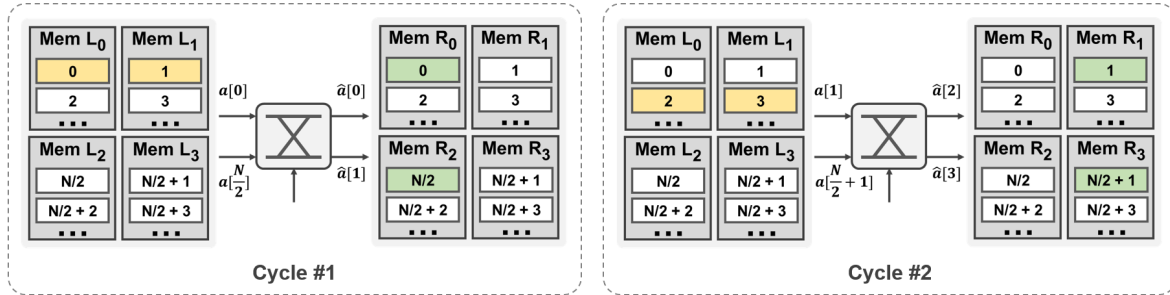 Mem L0 Mem L1
0 1
2 3
... ...
Mem L2 Mem L3
N/2 N/2 + 1
N/2 + 2 N/2 + 3
... ...
a[0] â[0]
a[N/2] â[1]
Mem R0 Mem R1
0 1
2 3
... ...
Mem R2 Mem R3
N/2 N/2 + 1
N/2 + 2 N/2 + 3
... ...
Cycle #1
Mem L0 Mem L1
0 1
2 3
... ...
Mem L2 Mem L3
N/2 N/2 + 1
N/2 + 2 N/2 + 3
... ...
a[1] â[2]
a[N/2 + 1] â[3]
Mem R0 Mem R1
0 1
2 3
... ...
Mem R2 Mem R3
N/2 N/2 + 1
N/2 + 2 N/2 + 3
... ...
Cycle #2